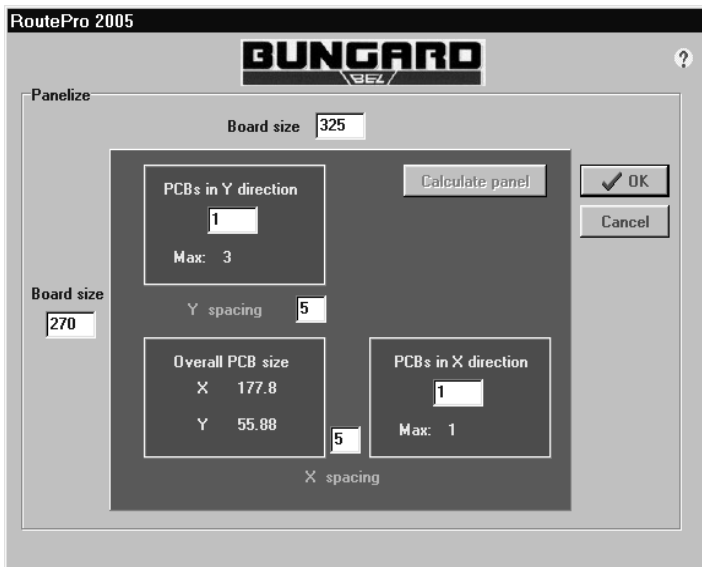 RoutePro 2005
BUNGARD
BEL
?
Panelize
Board size 325
PCBs in Y direction
1
Max: 3
Calculate panel
OK
Cancel
Board size
270
Y spacing 5
Overall PCB size
X 177.8
Y 55.88
5
PCBs in X direction
1
Max: 1
X spacing